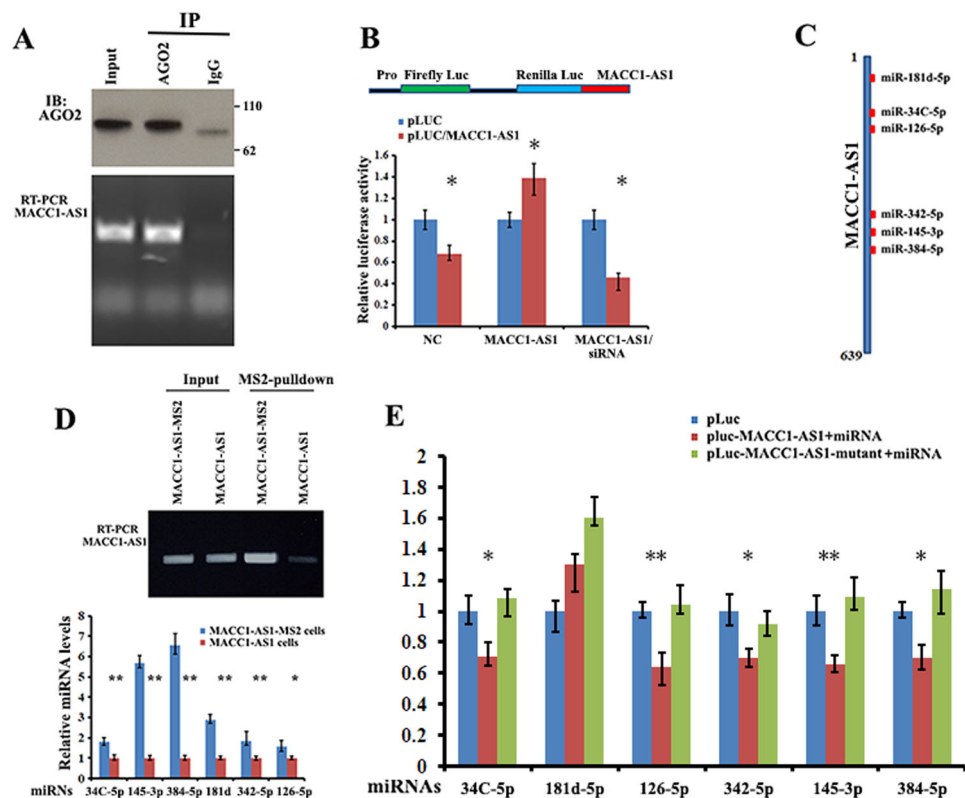 A
IP
Input
AGO2
IgG
IB:
AGO2
110
62
RT-PCR
MACC1-AS1
B
Pro Firefly Luc Renilla Luc MACC1-AS1
pLUC
pLUC/MACC1-AS1
Relative luciferase activity
1.6
1.4
1.2
1
0.8
0.6
0.4
0.2
0
*
*
*
NC MACC1-AS1 MACC1-AS1/
siRNA
C
1
miR-181d-5p
miR-34C-5p
miR-126-5p
MACC1-AS1
miR-342-5p
miR-145-3p
miR-384-5p
639
D
Input MS2-pulldown
MACC1-AS1-MS2
MACC1-AS1
MACC1-AS1-MS2
MACC1-AS1
RT-PCR
MACC1-AS1
Relative miRNA levels
8
7
6
5
4
3
2
1
0
MACC1-AS1-MS2 cells
MACC1-AS1 cells
** ** ** ** ** *
miRNs 34C-5p 145-3p 384-5p 181d 342-5p 126-5p
E
pLuc
pluc-MACC1-AS1+miRNA
pLuc-MACC1-AS1-mutant+miRNA
2
1.8
1.6
1.4
1.2
1
0.8
0.6
0.4
0.2
0
* ** * ** *
miRNAs 34C-5p 181d-5p 126-5p 342-5p 145-3p 384-5p